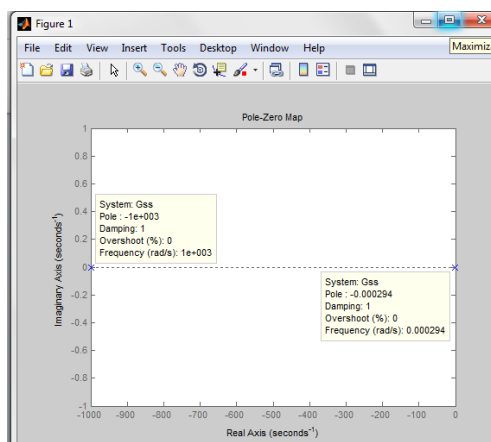 Figure 1
File Edit View Insert Tools Desktop Window Help
Pole-Zero Map
Imaginary Axis (seconds⁻¹)
1
0.8
0.6
0.4
0.2
0
-0.2
-0.4
-0.6
-0.8
-1
System: Gss
Pole : -1e+003
Damping: 1
Overshoot (%): 0
Frequency (rad/s): 1e+003
System: Gss
Pole : -0.000294
Damping: 1
Overshoot (%): 0
Frequency (rad/s): 0.000294
-1000 -900 -800 -700 -600 -500 -400 -300 -200 -100 0
Real Axis (seconds⁻¹)